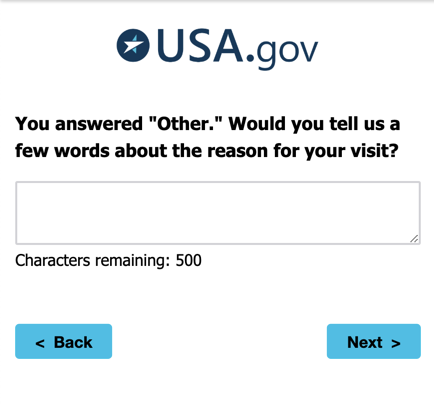 USA.gov
You answered "Other." Would you tell us a
few words about the reason for your visit?
Characters remaining: 500
< Back
Next >